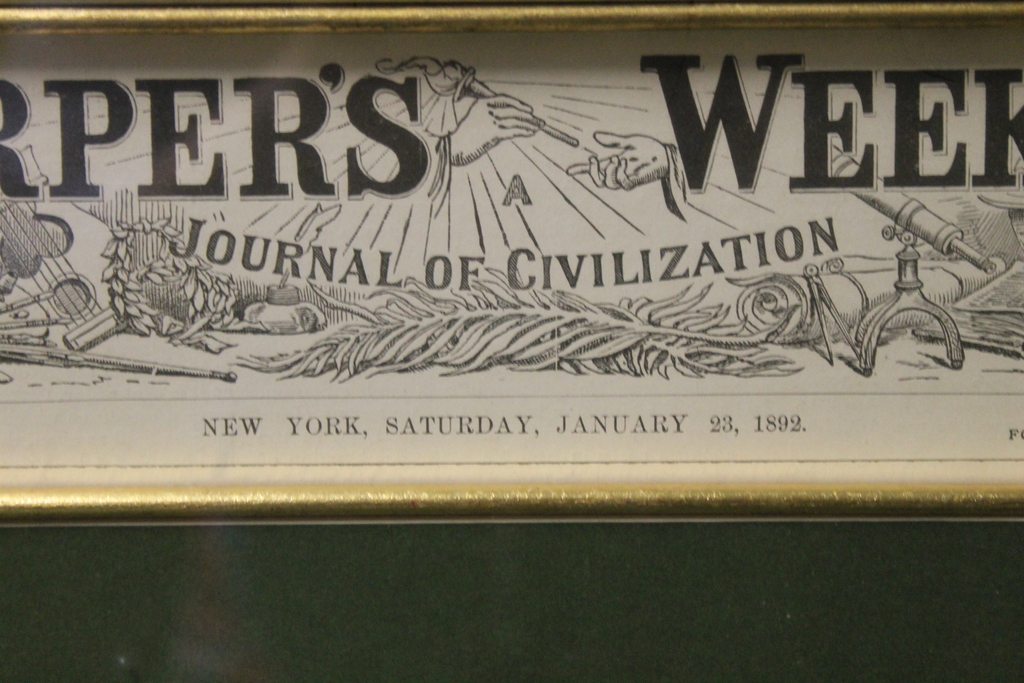 RPER'S WEEK
A
JOURNAL OF CIVILIZATION
NEW YORK, SATURDAY, JANUARY 23, 1892.